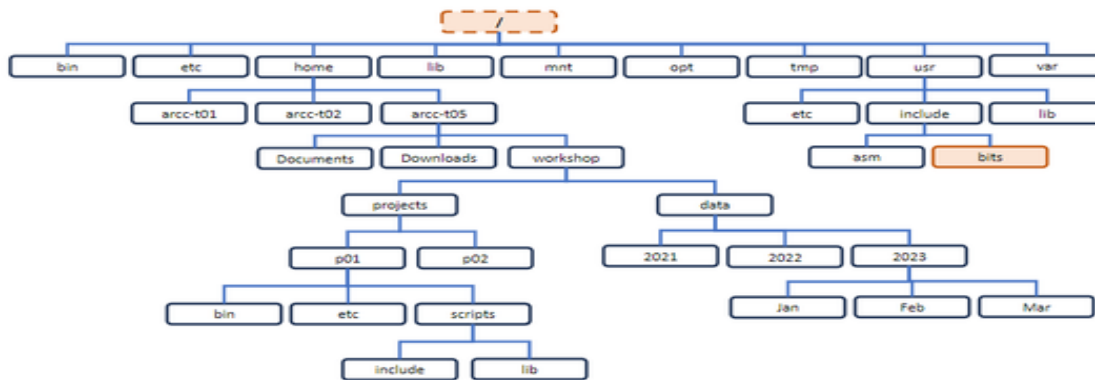 /
bin etc home lib mnt opt tmp usr var
arcc-t01 arcc-t02 arcc-t05 etc include lib
Documents Downloads workshop asm bits
projects data
p01 p02 2021 2022 2023
bin etc scripts Jan Feb Mar
include lib